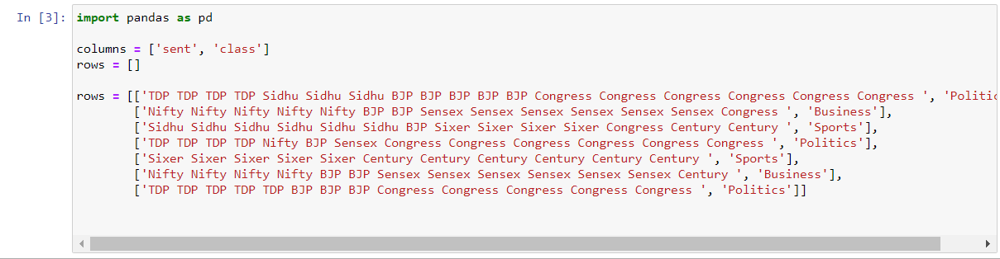 In [3]: import pandas as pd
columns = ['sent', 'class']
rows = []
rows = [['TDP TDP TDP TDP Sidhu Sidhu Sidhu BJP BJP BJP BJP BJP Congress Congress Congress Congress Congress Congress ', 'Politic
['Nifty Nifty Nifty Nifty Nifty BJP BJP Sensex Sensex Sensex Sensex Sensex Sensex Congress ', 'Business'],
['Sidhu Sidhu Sidhu Sidhu Sidhu Sidhu BJP Sixer Sixer Sixer Sixer Congress Century Century ', 'Sports'],
['TDP TDP TDP TDP Nifty BJP Sensex Congress Congress Congress Congress Congress Congress ', 'Politics'],
['Sixer Sixer Sixer Sixer Sixer Century Century Century Century Century Century ', 'Sports'],
['Nifty Nifty Nifty Nifty BJP BJP Sensex Sensex Sensex Sensex Sensex Sensex Century ', 'Business'],
['TDP TDP TDP TDP TDP BJP BJP BJP Congress Congress Congress Congress Congress ', 'Politics']]